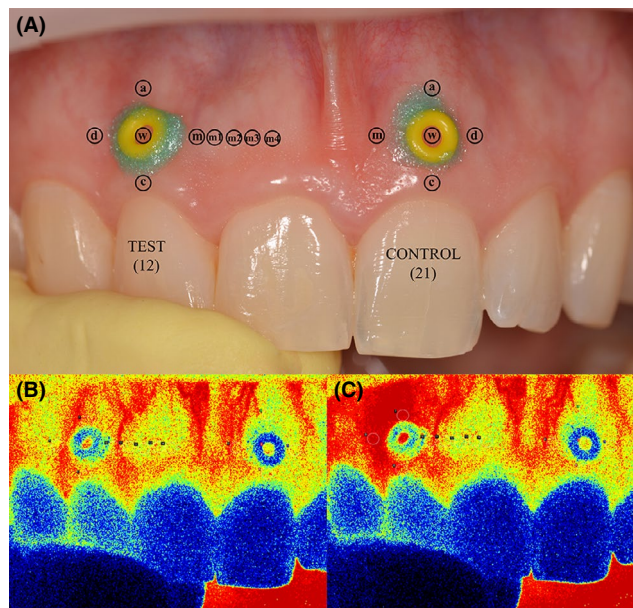 (A)
a a
d w m m1 m2 m3 m4 m w d
c c
TEST CONTROL
(12) (21)
(B) (C)